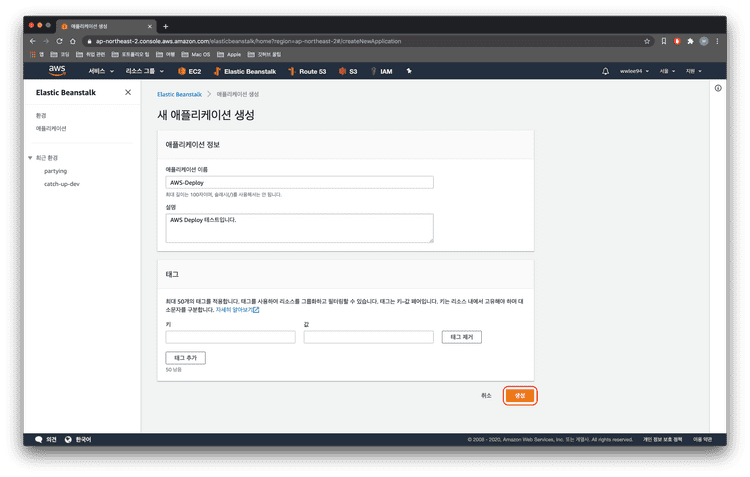 애플리케이션 생성
ap-northeast-2.console.aws.amazon.com/elasticbeanstalk/home?region=ap-northeast-2#/createNewApplication
앱 코딩 취업 관련 포트폴리오 팁 여행 Mac OS Apple 깃허브 꿀팁
aws 서비스 리소스 그룹 EC2 Elastic Beanstalk Route 53 S3 IAM wwlee94 서울 지원
Elastic Beanstalk
환경
애플리케이션
최근 환경
partying
catch-up-dev
Elastic Beanstalk > 애플리케이션 생성
새 애플리케이션 생성
애플리케이션 정보
애플리케이션 이름
AWS-Deploy
최대 길이는 100자이며, 슬래시(/)를 사용해서는 안 됩니다.
설명
AWS Deploy 테스트입니다.
태그
최대 50개의 태그를 적용합니다. 태그를 사용하여 리소스를 그룹화하고 필터링할 수 있습니다. 태그는 키-값 페어입니다. 키는 리소스 내에서 고유해야 하며 대
소문자를 구분합니다. 자세히 알아보기
키 값
태그 제거
태그 추가
50 남음
취소 생성
의견 한국어 © 2008 - 2020, Amazon Web Services, Inc. 또는 계열사. All rights reserved. 개인 정보 보호 정책 이용 약관